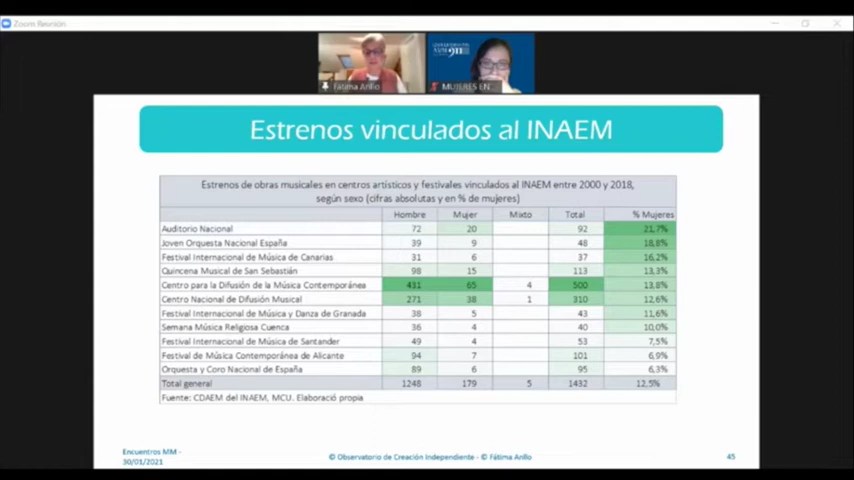 Zoom Reunión
Fátima Anllo
MUJERES EN
Estrenos vinculados al INAEM
Estrenos de obras musicales en centros artísticos y festivales vinculados al INAEM entre 2000 y 2018,
según sexo (cifras absolutas y en % de mujeres)
Hombre Mujer Mixto Total % Mujeres
Auditorio Nacional 72 20 92 21,7%
Joven Orquesta Nacional España 39 9 48 18,8%
Festival Internacional de Música de Canarias 31 6 37 16,2%
Quincena Musical de San Sebastián 98 15 113 13,3%
Centro para la Difusión de la Música Contemporánea 431 65 4 500 13,8%
Centro Nacional de Difusión Musical 271 38 1 310 12,6%
Festival Internacional de Música y Danza de Granada 38 5 43 11,6%
Semana Música Religiosa Cuenca 36 4 40 10,0%
Festival Internacional de Música de Santander 49 4 53 7,5%
Festival de Música Contemporánea de Alicante 94 7 101 6,9%
Orquesta y Coro Nacional de España 89 6 95 6,3%
Total general 1248 179 5 1432 12,5%
Fuente: CDAEM del INAEM, MCU. Elaboració propia
Encuentros MM -
30/01/2021
© Observatorio de Creación Independiente - © Fátima Anllo
45